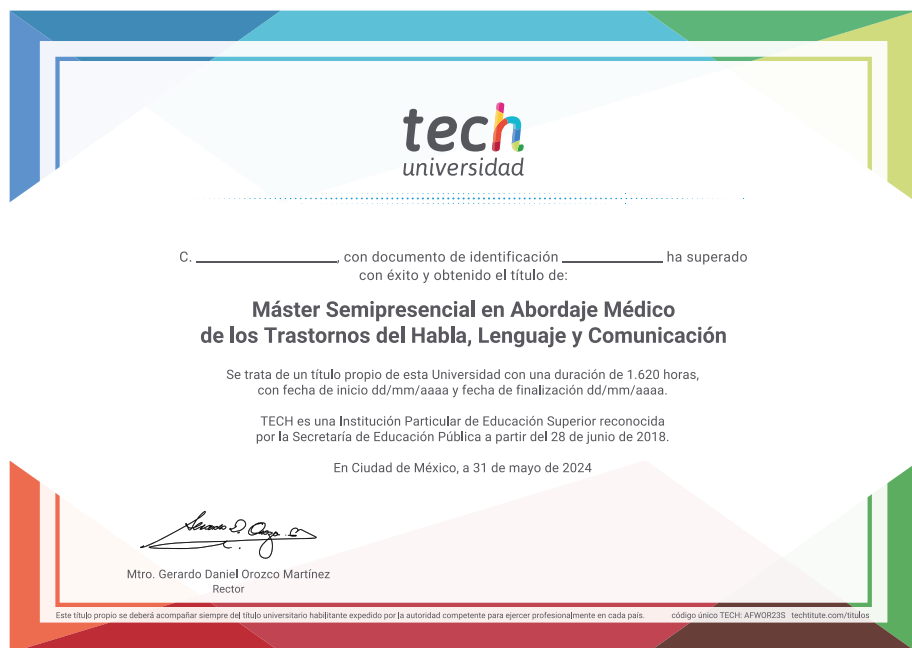 tech
universidad
C. ____________, con documento de identificación ____________ ha superado
con éxito y obtenido el título de:
Máster Semipresencial en Abordaje Médico
de los Trastornos del Habla, Lenguaje y Comunicación
Se trata de un título propio de esta Universidad con una duración de 1.620 horas,
con fecha de inicio dd/mm/aaaa y fecha de finalización dd/mm/aaaa.
TECH es una Institución Particular de Educación Superior reconocida
por la Secretaría de Educación Pública a partir del 28 de junio de 2018.
En Ciudad de México, a 31 de mayo de 2024
Mtro. Gerardo Daniel Orozco Martínez
Rector
Este título propio se deberá acompañar siempre del título universitario habilitante expedido por la autoridad competente para ejercer profesionalmente en cada país. código único TECH: AFWOR23S techtitute.com/titulos